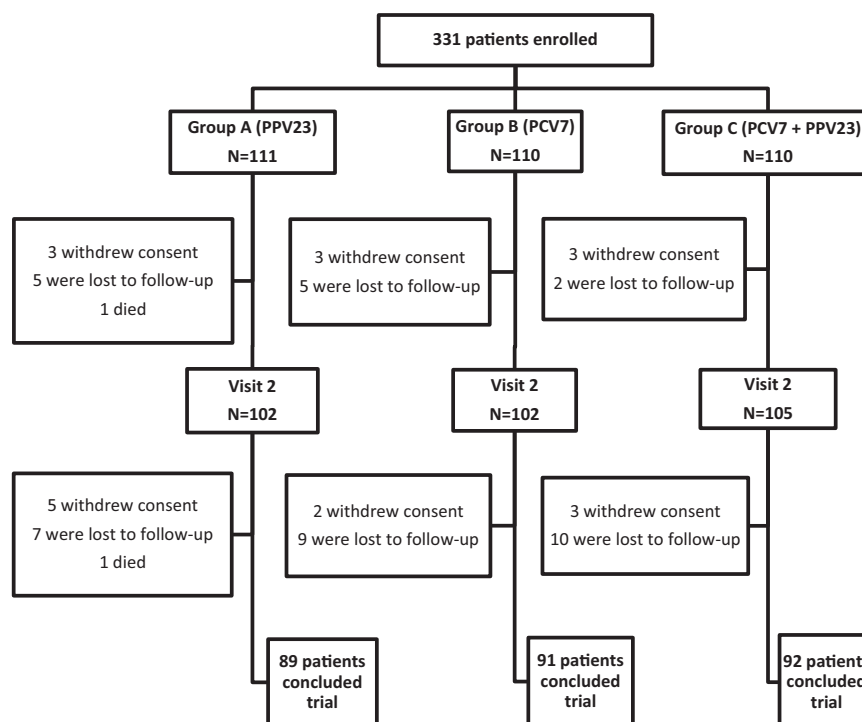 331 patients enrolled
Group A (PPV23)
N=111
Group B (PCV7)
N=110
Group C (PCV7 + PPV23)
N=110
3 withdrew consent
5 were lost to follow-up
1 died
3 withdrew consent
5 were lost to follow-up
3 withdrew consent
2 were lost to follow-up
Visit 2
N=102
Visit 2
N=102
Visit 2
N=105
5 withdrew consent
7 were lost to follow-up
1 died
2 withdrew consent
9 were lost to follow-up
3 withdrew consent
10 were lost to follow-up
89 patients
concluded
trial
91 patients
concluded
trial
92 patients
concluded
trial